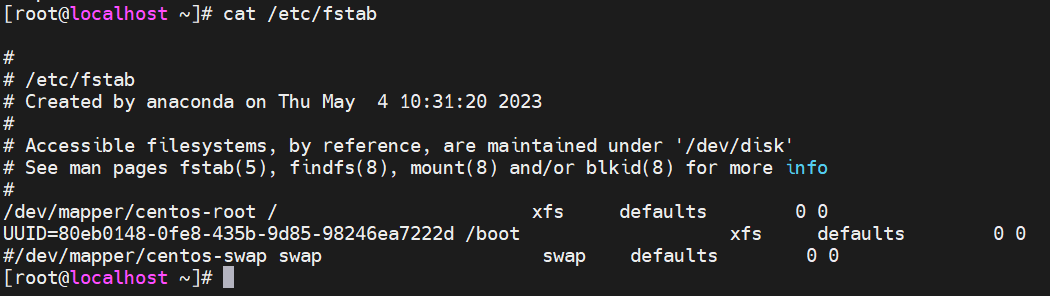 [root@localhost ~]# cat /etc/fstab
#
# /etc/fstab
# Created by anaconda on Thu May  4 10:31:20 2023
#
# Accessible filesystems, by reference, are maintained under '/dev/disk'
# See man pages fstab(5), findfs(8), mount(8) and/or blkid(8) for more info
#
/dev/mapper/centos-root /                       xfs     defaults        0 0
UUID=80eb0148-0fe8-435b-9d85-98246ea7222d /boot                   xfs     defaults        0 0
#/dev/mapper/centos-swap swap                    swap    defaults        0 0
[root@localhost ~]#